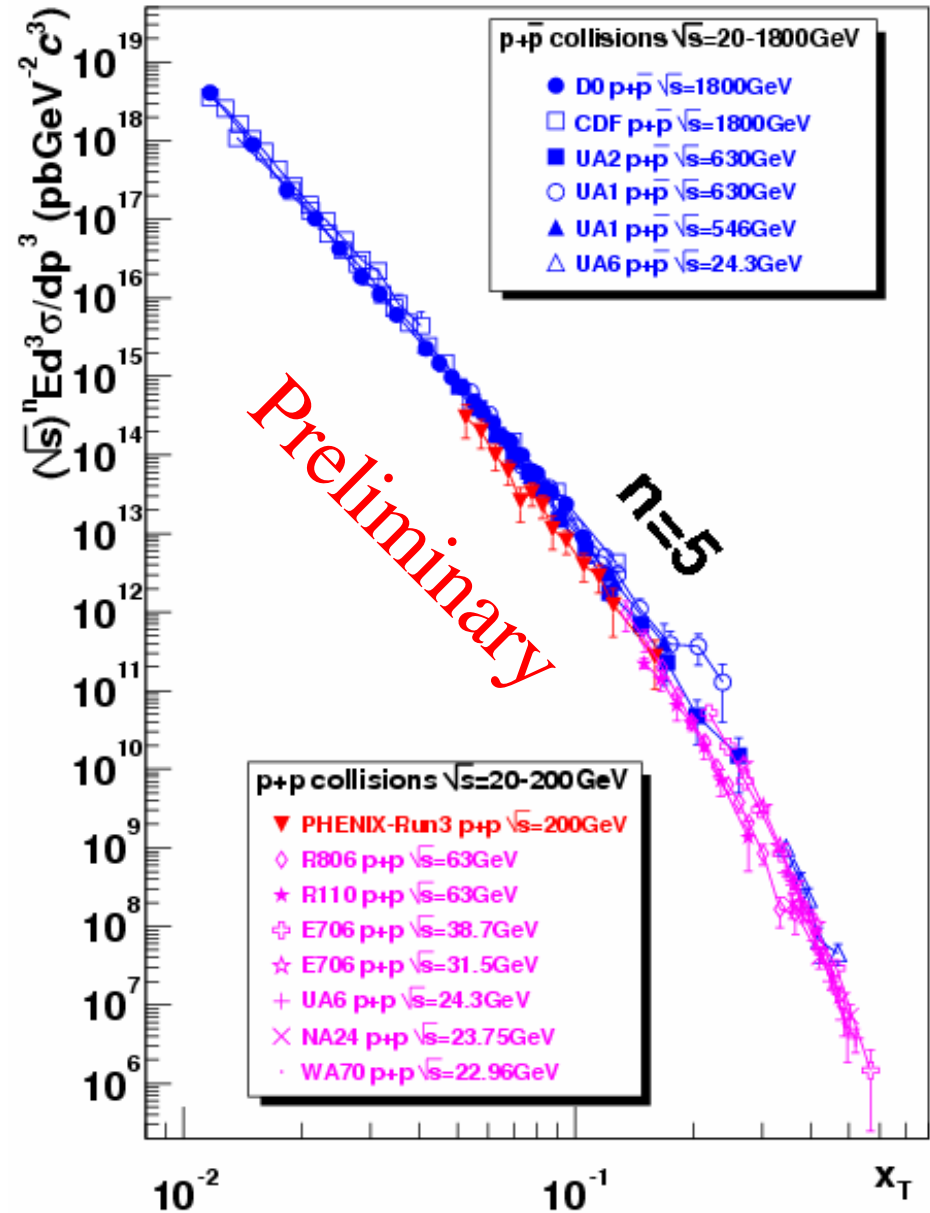 (√s)ⁿ Ed³σ/dp³ (pbGeV⁻²c³)
10¹⁹
10¹⁸
10¹⁷
10¹⁶
10¹⁵
10¹⁴
10¹³
10¹²
10¹¹
10¹⁰
10⁹
10⁸
10⁷
10⁶
p+p̄ collisions √s=20-1800GeV
D0 p+p̄ √s=1800GeV
CDF p+p̄ √s=1800GeV
UA2 p+p̄ √s=630GeV
UA1 p+p̄ √s=630GeV
UA1 p+p̄ √s=546GeV
UA6 p+p̄ √s=24.3GeV
Preliminary
n=5
p+p collisions √s=20-200GeV
PHENIX-Run3 p+p √s=200GeV
R806 p+p √s=63GeV
R110 p+p √s=63GeV
E706 p+p √s=38.7GeV
E706 p+p √s=31.5GeV
UA6 p+p √s=24.3GeV
NA24 p+p √s=23.75GeV
WA70 p+p √s=22.96GeV
10⁻²
10⁻¹
x_T